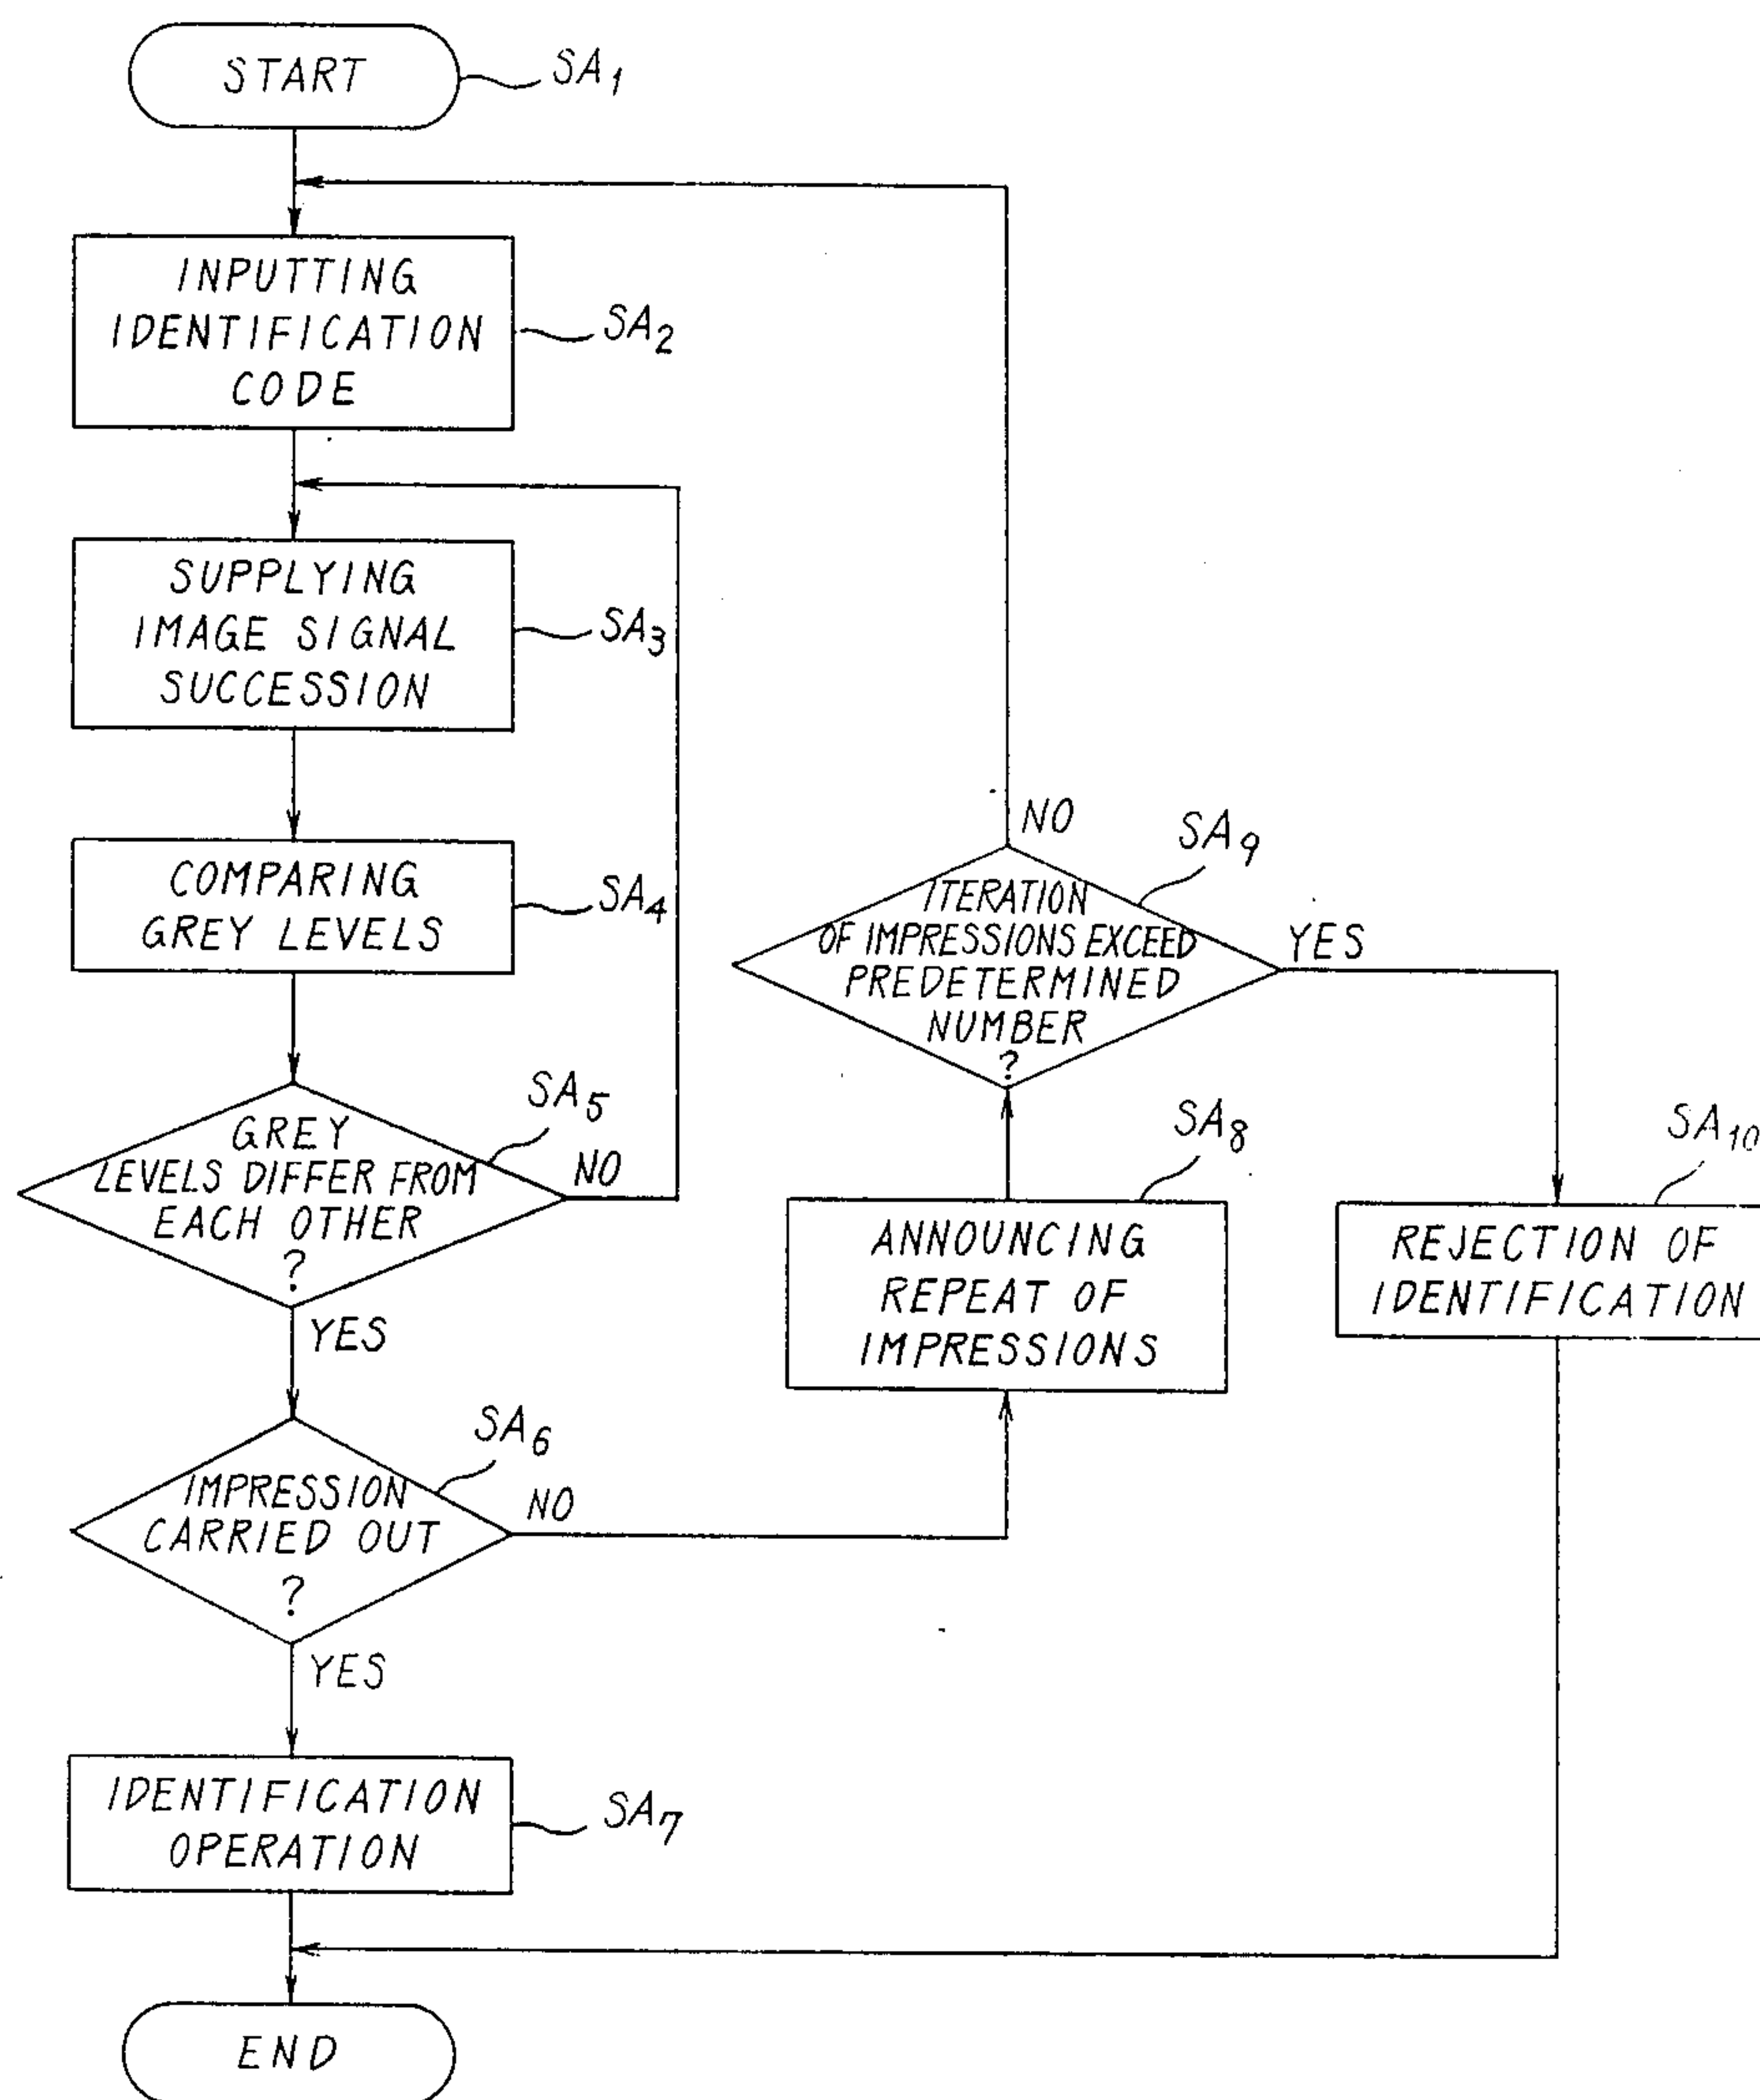 START
SA1
INPUTTING
IDENTIFICATION
CODE
SA2
SUPPLYING
IMAGE SIGNAL
SUCCESSION
SA3
COMPARING
GREY LEVELS
SA4
GREY
LEVELS DIFFER FROM
EACH OTHER
?
SA5
NO
YES
IMPRESSION
CARRIED OUT
?
SA6
NO
YES
IDENTIFICATION
OPERATION
SA7
END
NO
SA9
ITERATION
OF IMPRESSIONS EXCEED
PREDETERMINED
NUMBER
?
YES
SA8
ANNOUNCING
REPEAT OF
IMPRESSIONS
SA10
REJECTION OF
IDENTIFICATION